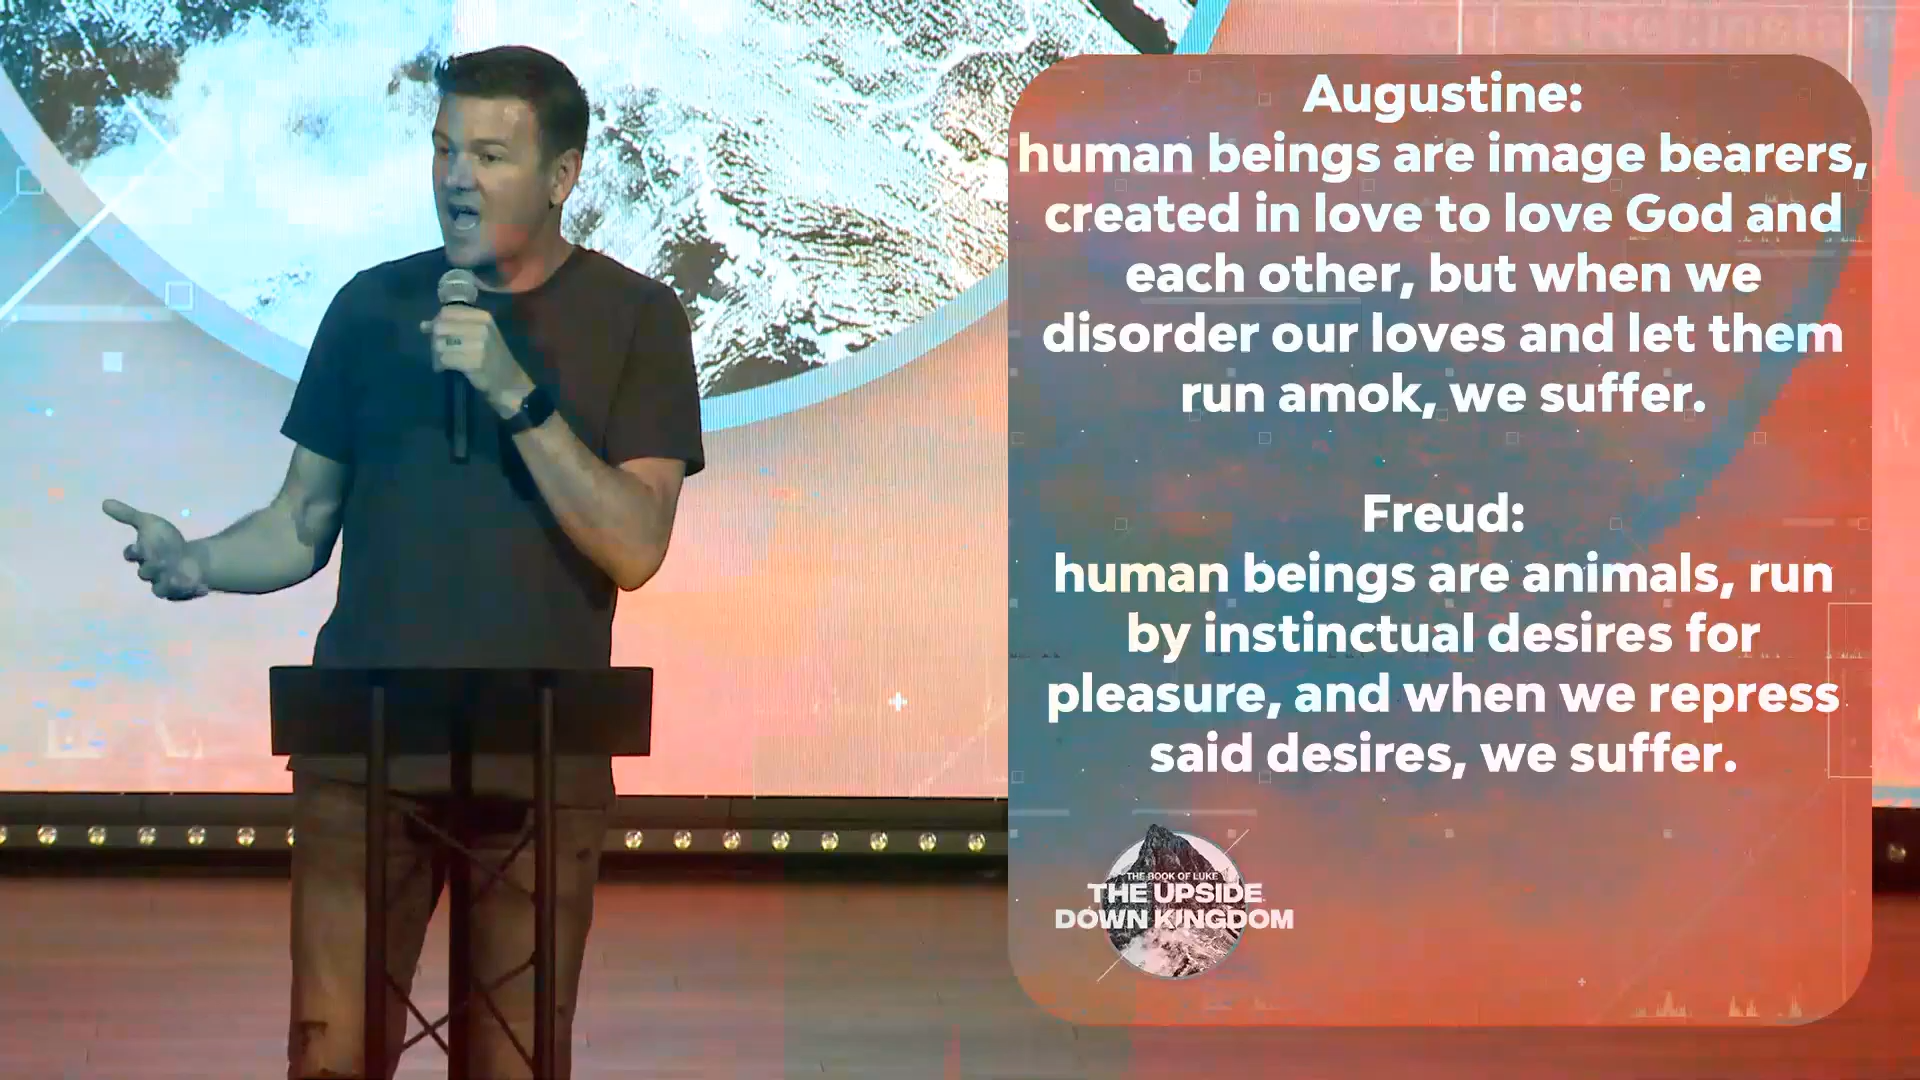 Augustine:
human beings are image bearers,
created in love to love God and
each other, but when we
disorder our loves and let them
run amok, we suffer.
Freud:
human beings are animals, run
by instinctual desires for
pleasure, and when we repress
said desires, we suffer.
THE BOOK OF LUKE
THE UPSIDE
DOWN KINGDOM